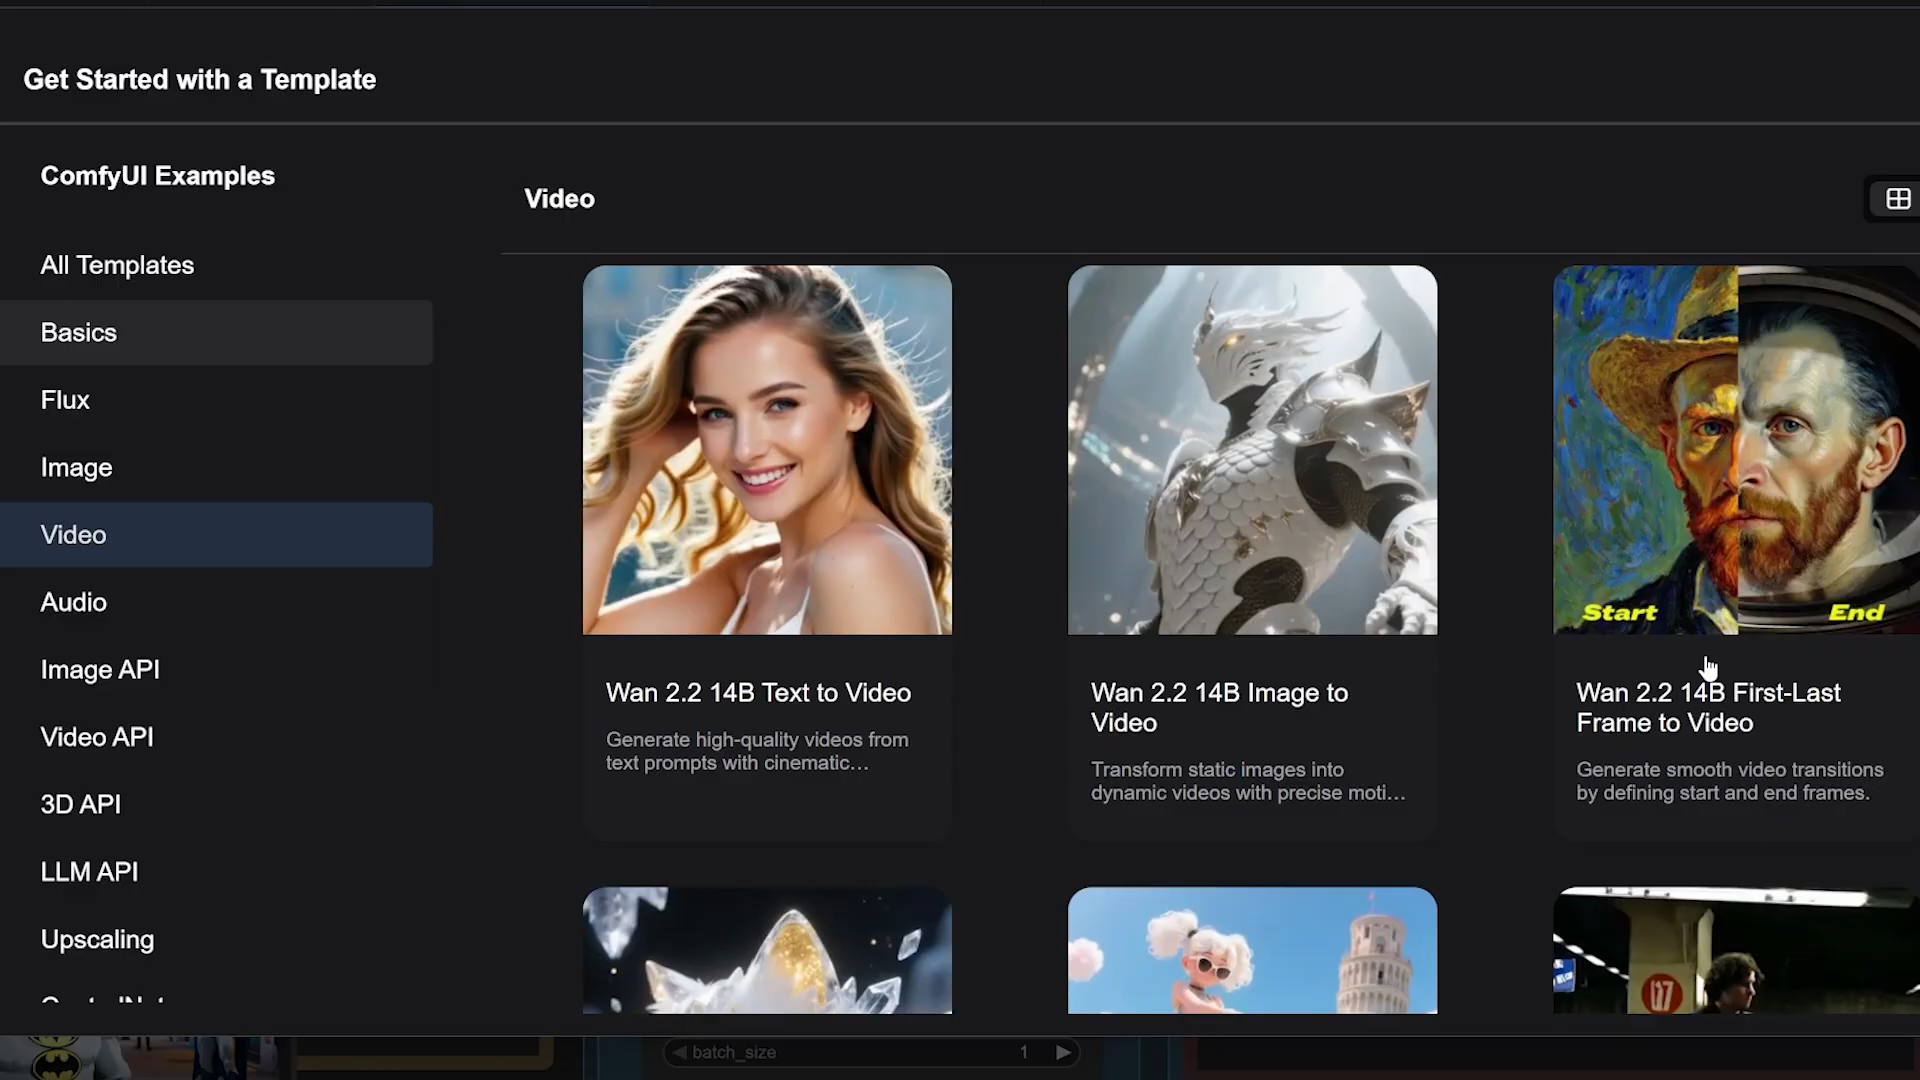 Get Started with a Template
ComfyUI Examples
All Templates
Basics
Flux
Image
Video
Audio
Image API
Video API
3D API
LLM API
Upscaling
Video
Start
End
Wan 2.2 14B Text to Video
Generate high-quality videos from
text prompts with cinematic...
Wan 2.2 14B Image to
Video
Transform static images into
dynamic videos with precise moti...
Wan 2.2 14B First-Last
Frame to Video
Generate smooth video transitions
by defining start and end frames.
batch_size
1